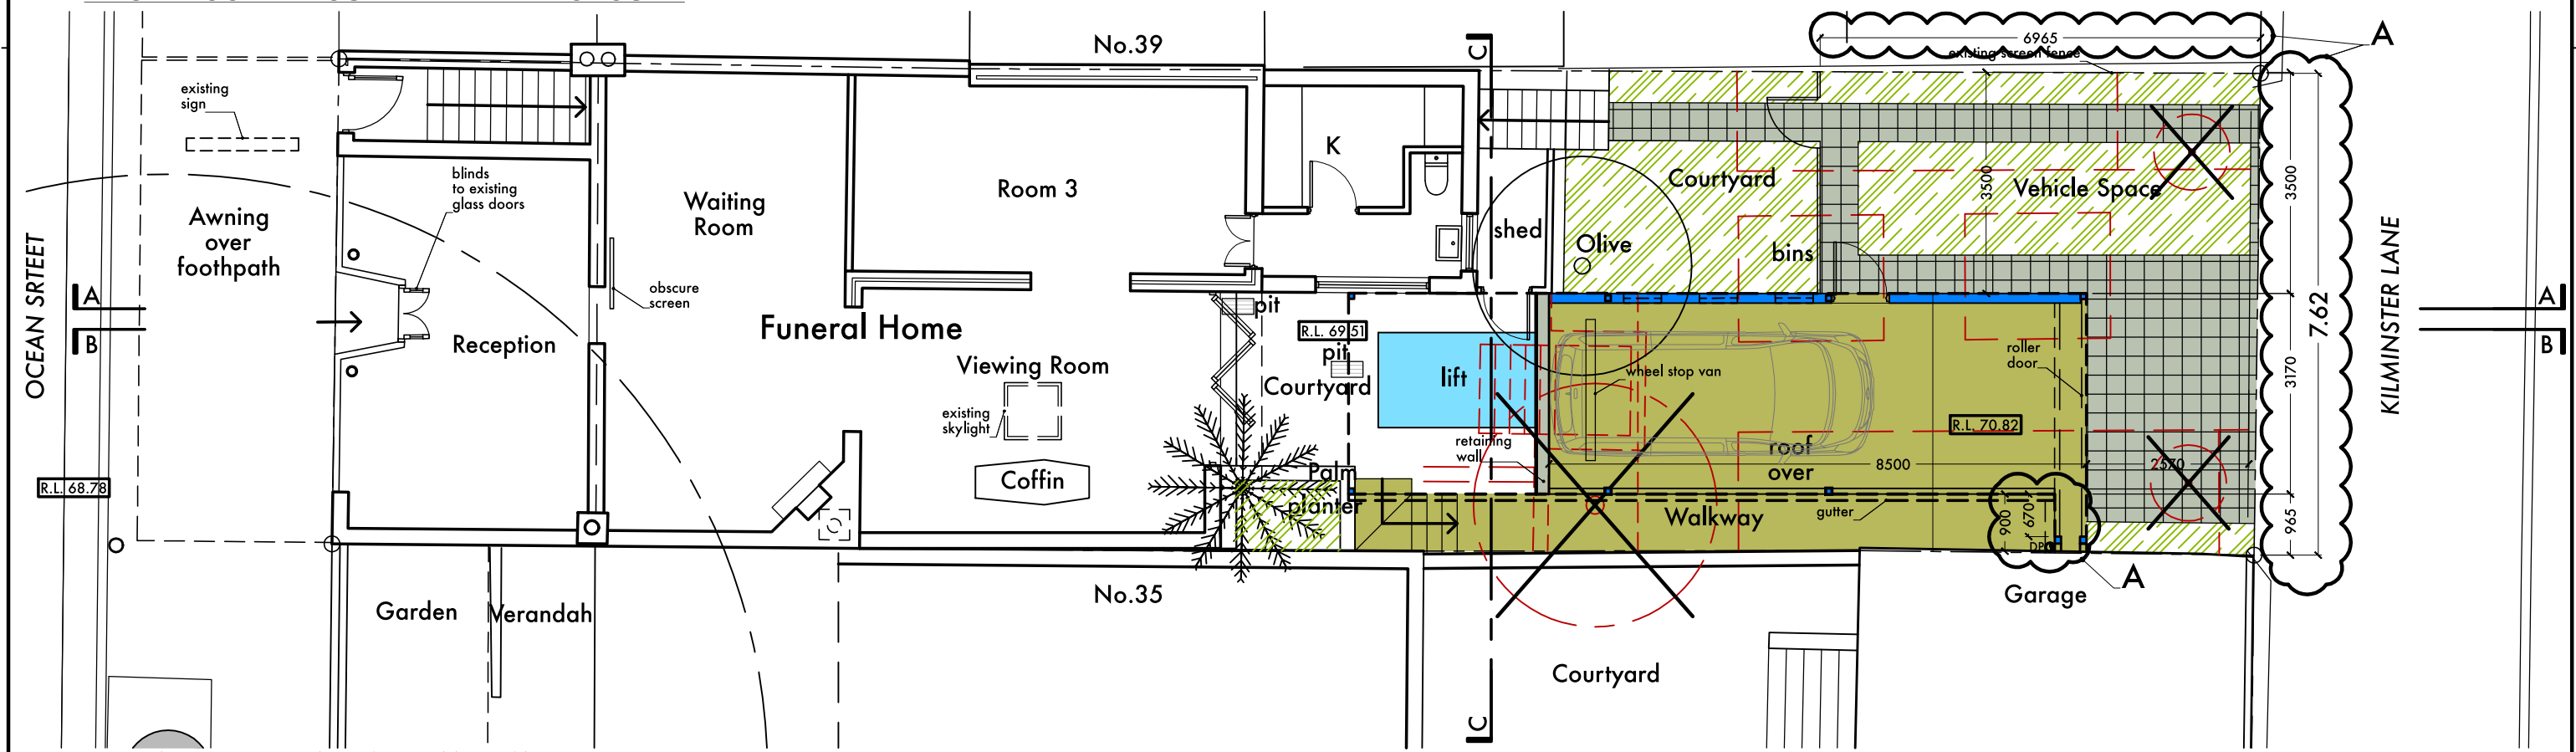 No.39
C
6965
existing screen fence
A
existing
sign
blinds
to existing
glass doors
Awning
over
foothpath
Waiting
Room
Room 3
K
shed
Courtyard
Olive
bins
3500
Vehicle Space
3500
OCEAN SRTEET
A
B
obscure
screen
Reception
Funeral Home
Viewing Room
existing
skylight
Coffin
pit
R.L. 69.51
pit
Courtyard
lift
wheel stop van
retaining
wall
roller
door
R.L. 70.82
roof
over
8500
2570
3170
7.62
KILMINSTER LANE
A
B
R.L. 68.78
Palm
planter
Walkway
gutter
900
670
DP
965
A
Garden
Verandah
No.35
Garage
Courtyard
C